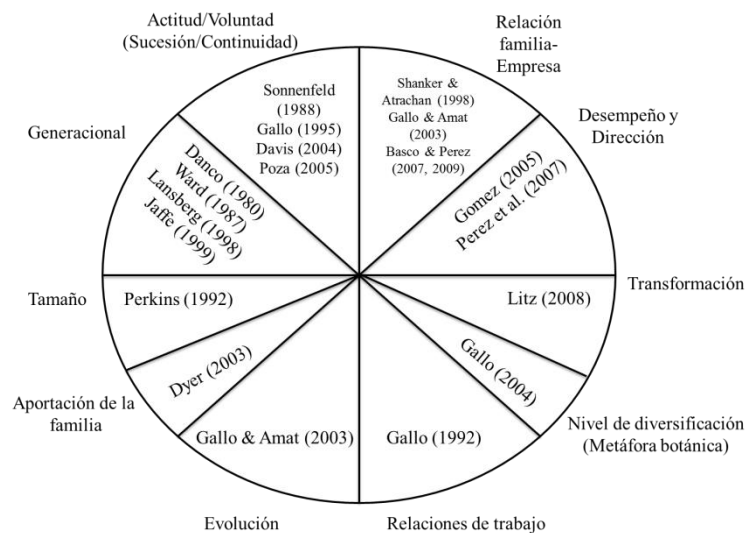 Actitud/Voluntad
(Sucesión/Continuidad)
Relación
familia-
Empresa
Sonnenfeld
(1988)
Gallo (1995)
Davis (2004)
Poza (2005)
Shanker &
Atrachan (1998)
Gallo & Amat
(2003)
Basco & Perez
(2007, 2009)
Generacional
Desempeño y
Dirección
Danco (1980)
Ward (1987)
Lansberg (1998)
Jaffe (1999)
Gomez (2005)
Perez et al. (2007)
Tamaño
Perkins (1992)
Litz (2008)
Transformación
Aportación de la
familia
Dyer (2003)
Gallo (2004)
Nivel de diversificación
(Metáfora botánica)
Gallo & Amat (2003)
Gallo (1992)
Evolución
Relaciones de trabajo